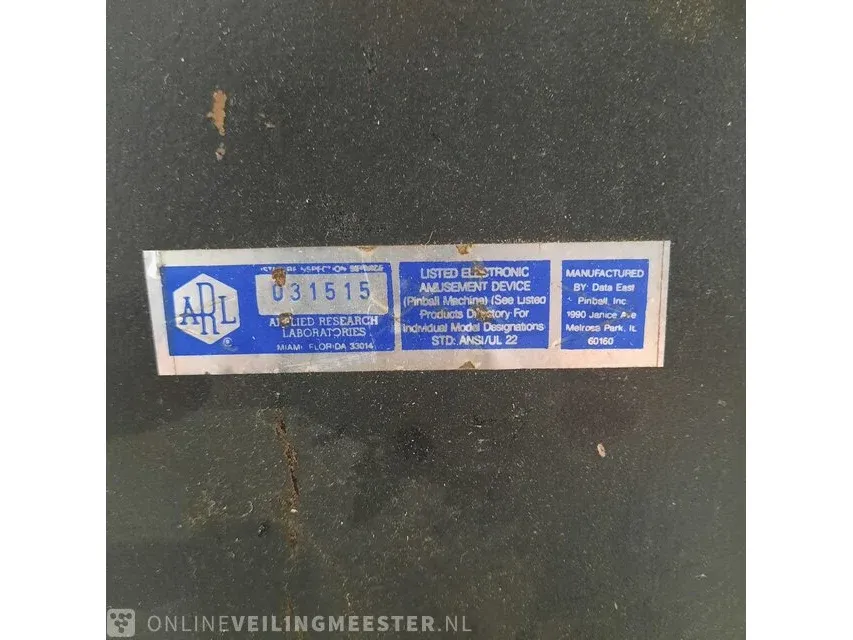 ARL
031515
APPLIED RESEARCH
LABORATORIES
MIAMI, FLORIDA 33014
LISTED ELECTRONIC
AMUSEMENT DEVICE
(Pinball Machine) (See Listed
Products Directory For
Individual Model Designations
STD: ANSI/UL 22
MANUFACTURED
BY: Data East
Pinball, Inc.
1990 Janice Ave
Melrose Park, IL
60160
ONLINEVEILINGMEESTER.NL